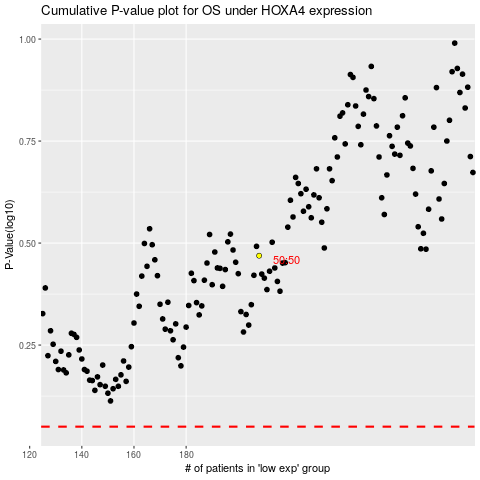 Cumulative P-value plot for OS under HOXA4 expression
P-Value(log10)
1.00
0.75
0.50
0.25
50:50
120 140 160 180
# of patients in 'low exp' group